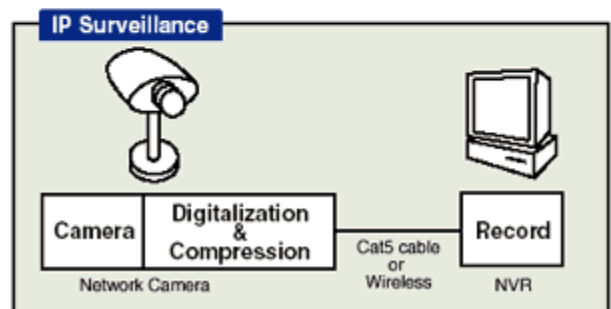 IP Surveillance
Camera
Digitalization
&
Compression
Cat5 cable
or
Wireless
Record
Network Camera
NVR